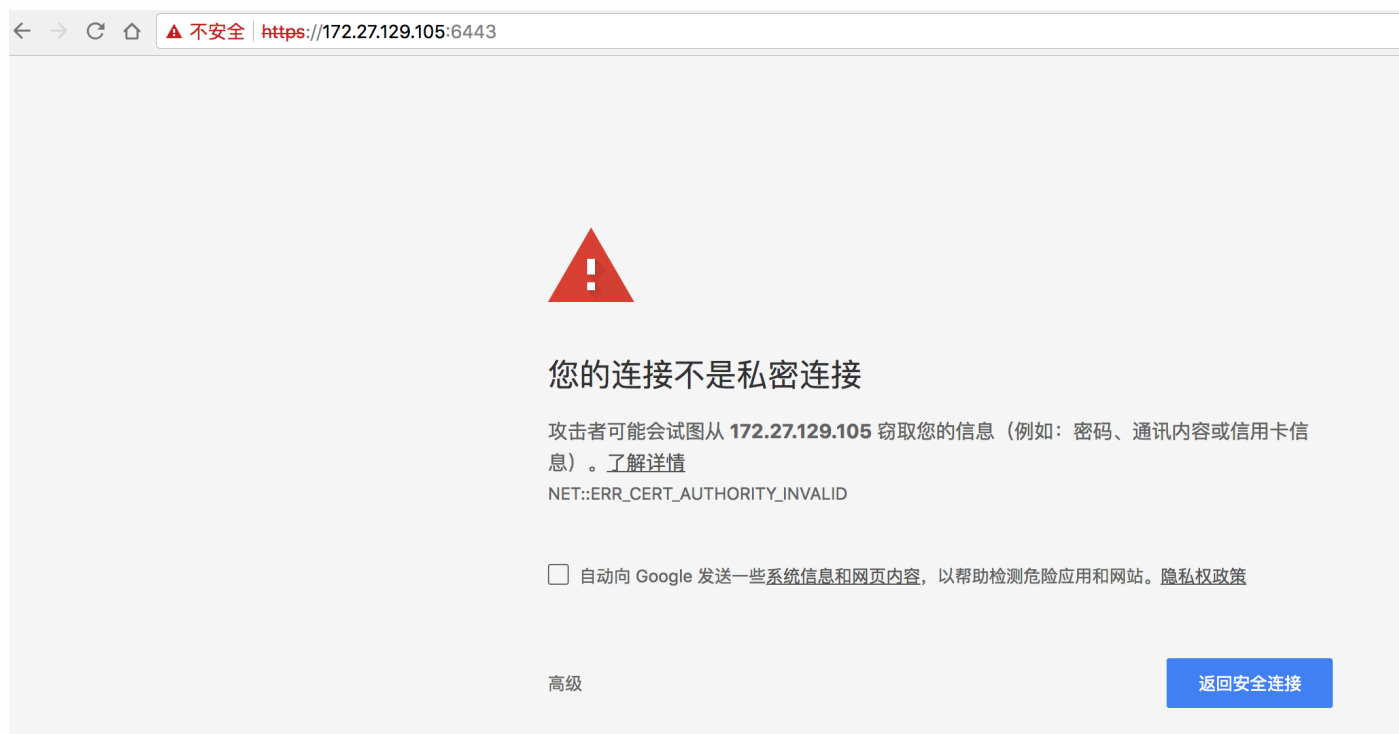 不安全 https://172.27.129.105:6443
您的连接不是私密连接
攻击者可能会试图从 172.27.129.105 窃取您的信息（例如：密码、通讯内容或信用卡信
息）。了解详情
NET::ERR_CERT_AUTHORITY_INVALID
自动向 Google 发送一些系统信息和网页内容，以帮助检测危险应用和网站。隐私权政策
高级
返回安全连接